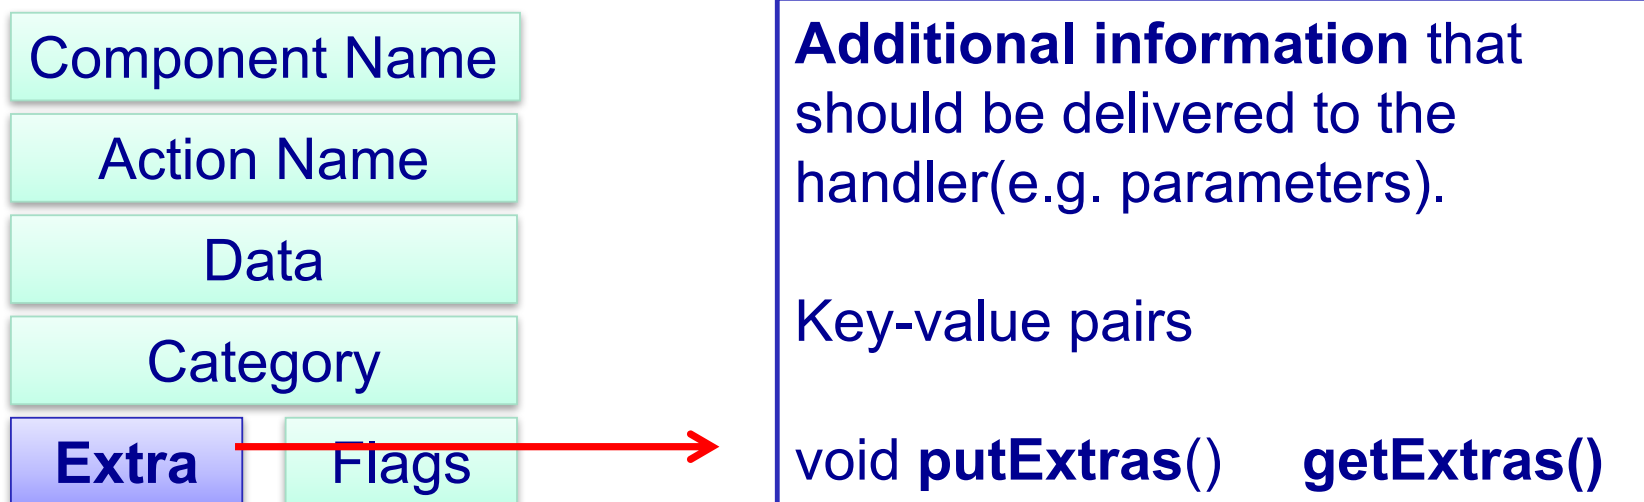 Component Name
Action Name
Data
Category
Extra
Flags
Additional information that
should be delivered to the
handler(e.g. parameters).
Key-value pairs
void putExtras() getExtras()